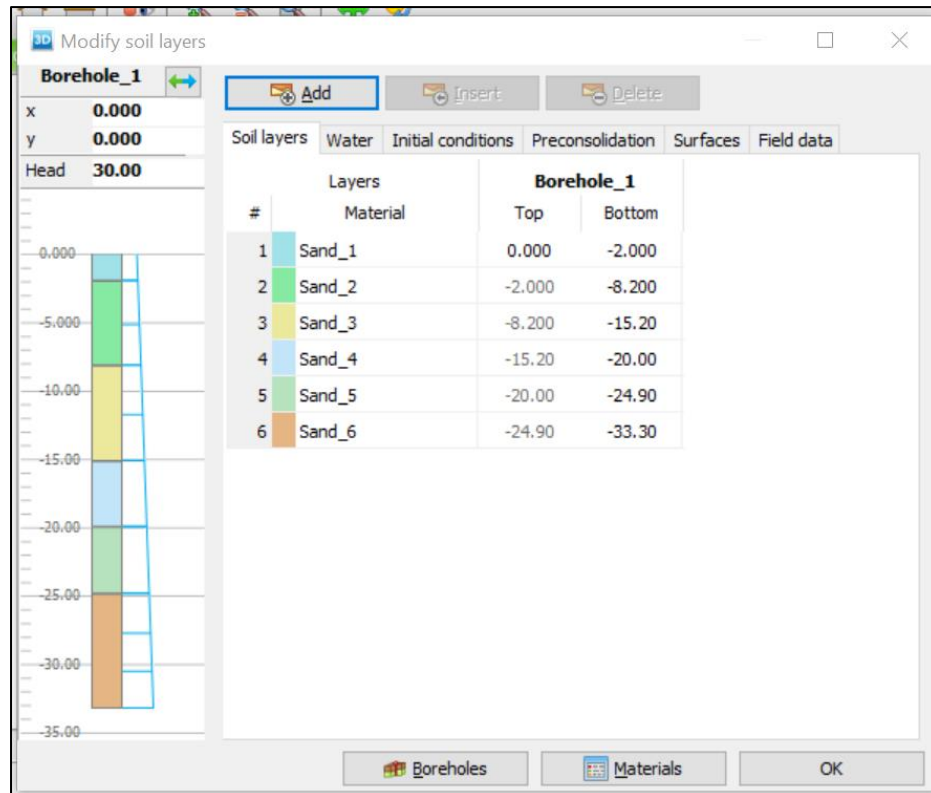 3D Modify soil layers
Borehole_1
x 0.000
y 0.000
Head 30.00
0.000
-5.000
-10.00
-15.00
-20.00
-25.00
-30.00
-35.00
Add Insert Delete
Soil layers Water Initial conditions Preconsolidation Surfaces Field data
Layers Borehole_1
# Material Top Bottom
1 Sand_1 0.000 -2.000
2 Sand_2 -2.000 -8.200
3 Sand_3 -8.200 -15.20
4 Sand_4 -15.20 -20.00
5 Sand_5 -20.00 -24.90
6 Sand_6 -24.90 -33.30
Boreholes Materials OK